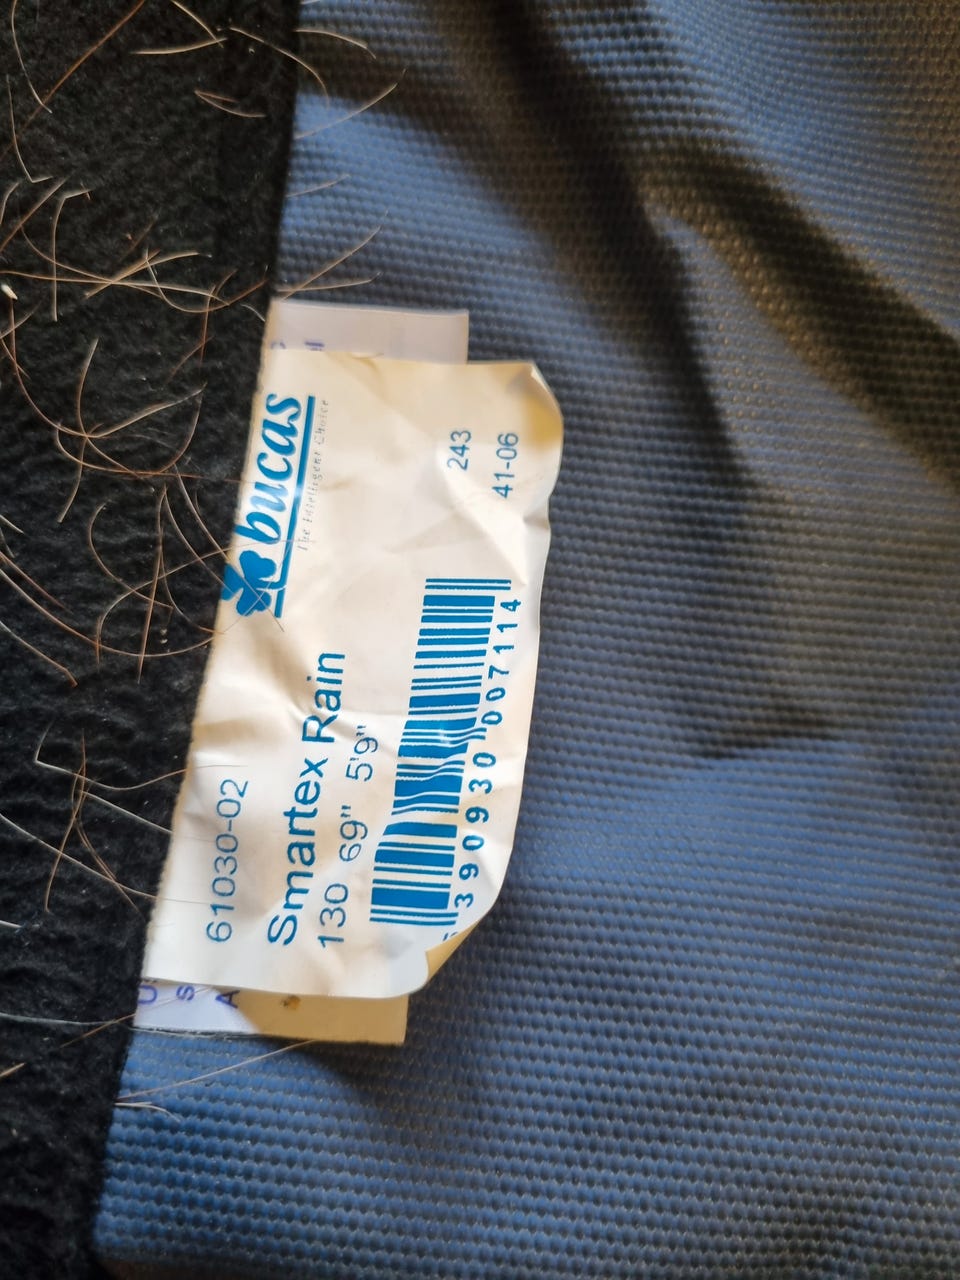 bucas
The Intelligent Choice
243
41-06
61030-02
Smartex Rain
130 69" 5'9"
390930 007114
U
s
A